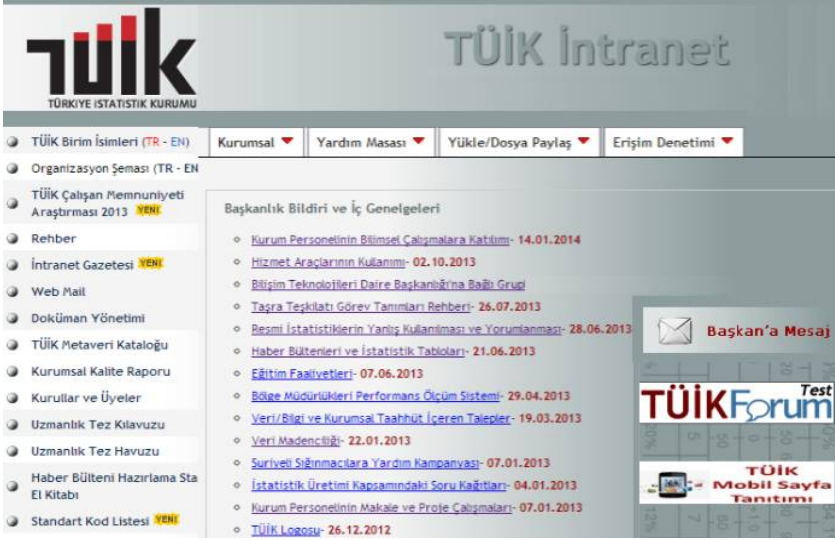 TÜİK
TÜRKİYE İSTATİSTİK KURUMU
TÜİK İntranet
TÜİK Birim İsimleri (TR - EN)
Organizasyon Şeması (TR - EN
TÜİK Çalışan Memnuniyeti
Araştırması 2013 YENİ
Rehber
İntranet Gazetesi YENİ
Web Mail
Doküman Yönetimi
TÜİK Metaveri Kataloğu
Kurumsal Kalite Raporu
Kurullar ve Üyeler
Uzmanlık Tez Kılavuzu
Uzmanlık Tez Havuzu
Haber Bülteni Hazırlama Sta
El Kitabı
Standart Kod Listesi YENİ
Kurumsal
Yardım Masası
Yükle/Dosya Paylaş
Erişim Denetimi
Başkanlık Bildiri ve İç Genelgeleri
Kurum Personelinin Bilimsel Çalışmalara Katılımı- 14.01.2014
Hizmet Araçlarının Kullanımı- 02.10.2013
Bilişim Teknolojileri Daire Başkanlığı'na Bağlı Grupl
Taşra Teşkilatı Görev Tanımları Rehberi- 26.07.2013
Resmi İstatistiklerin Yanlış Kullanılması ve Yorumlanması- 28.06.2013
Haber Bültenleri ve İstatistik Tabloları- 21.06.2013
Eğitim Faaliyetleri- 07.06.2013
Bölge Müdürlükleri Performans Ölçüm Sistemi- 29.04.2013
Veri/Bilgi ve Kurumsal Taahhüt İçeren Talepler- 19.03.2013
Veri Madenciliği- 22.01.2013
Suriyeli Sığınmacılara Yardım Kampanyası- 07.01.2013
İstatistik Üretimi Kapsamındaki Soru Kağıtları- 04.01.2013
Kurum Personelinin Makale ve Proje Çalışmaları- 07.01.2013
TÜİK Logosu- 26.12.2012
Başkan'a Mesaj
TÜİKForum Test
TÜİK
Mobil Sayfa
Tanıtımı